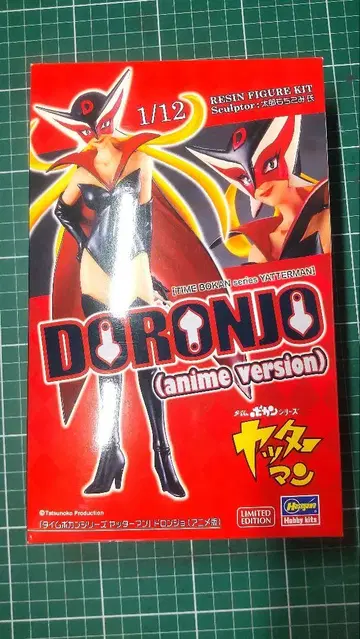 D
1/12
RESIN FIGURE KIT
Sculptor : 太郎もちこみ 氏
[TIME BOKAN series YATTERMAN]
DORONJO
(anime version)
タイムボカンシリーズ
ヤッター
マン
©Tatsunoko Production
「タイムボカンシリーズ ヤッターマン」 ドロンジョ(アニメ版)
LIMITED
EDITION
Hasegawa
Hobby kits